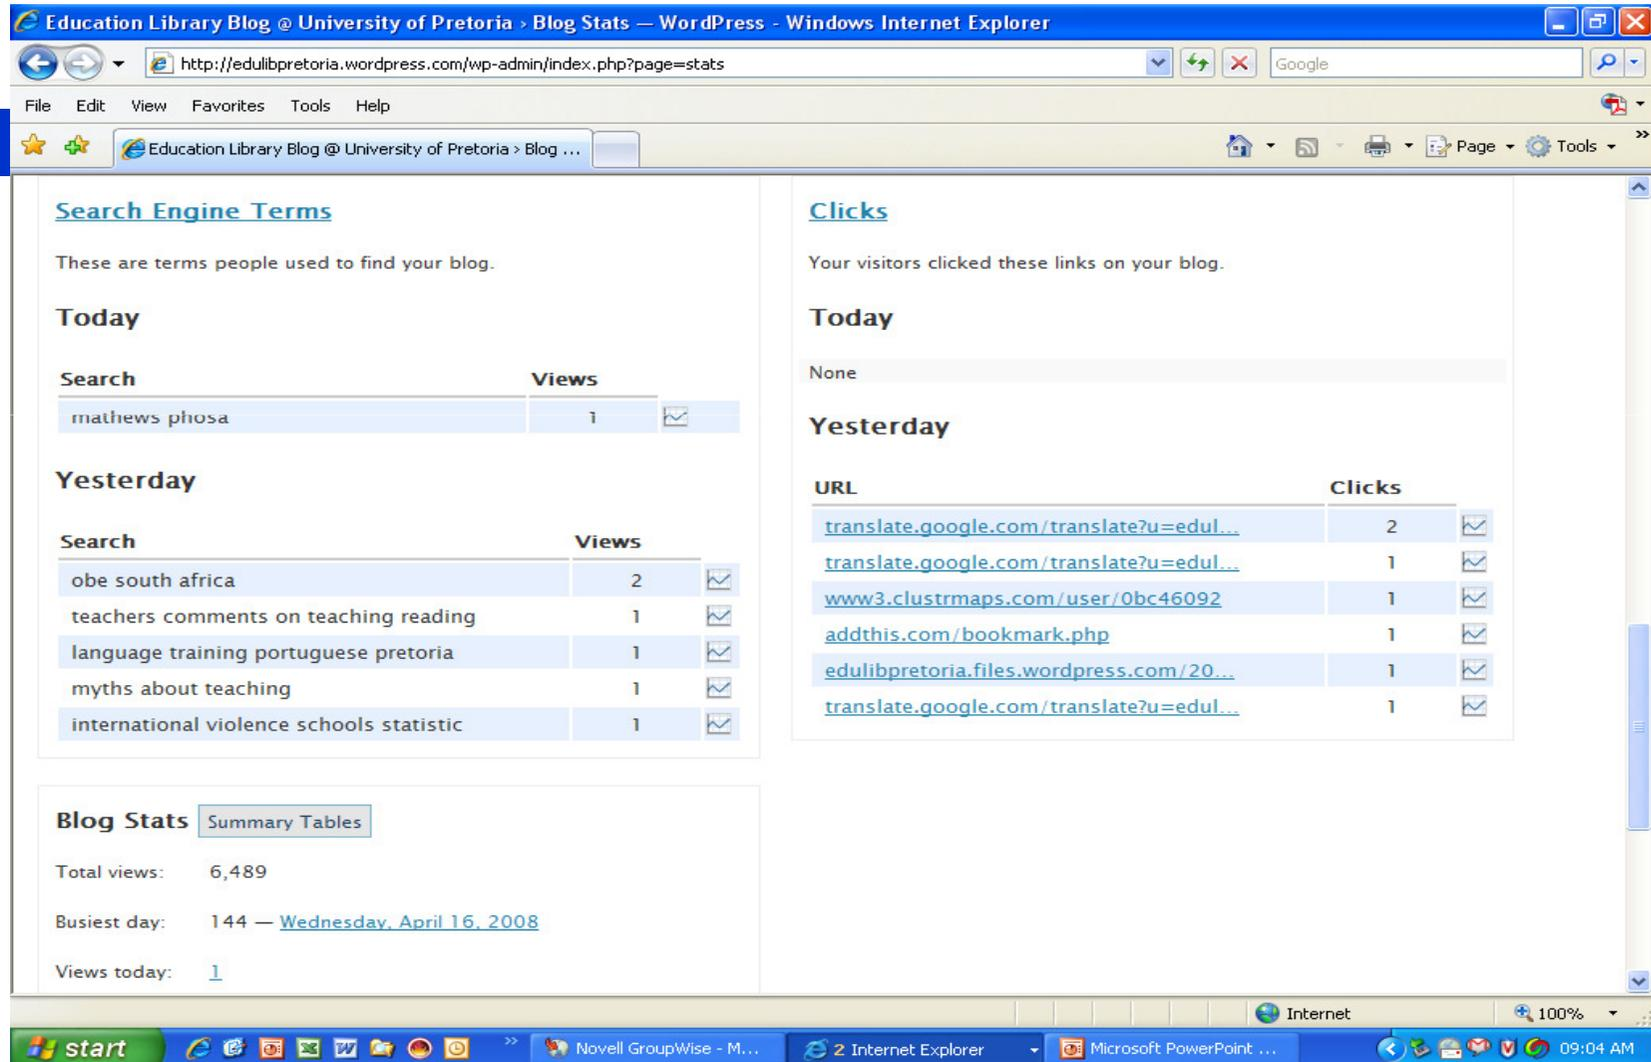 Education Library Blog @ University of Pretoria › Blog Stats — WordPress - Windows Internet Explorer
http://edulibpretoria.wordpress.com/wp-admin/index.php?page=stats
Google
File Edit View Favorites Tools Help
Education Library Blog @ University of Pretoria › Blog ...
Page Tools »
Search Engine Terms
These are terms people used to find your blog.
Today
Search Views
mathews phosa 1
Yesterday
Search Views
obe south africa 2
teachers comments on teaching reading 1
language training portuguese pretoria 1
myths about teaching 1
international violence schools statistic 1
Clicks
Your visitors clicked these links on your blog.
Today
None
Yesterday
URL Clicks
translate.google.com/translate?u=edul... 2
translate.google.com/translate?u=edul... 1
www3.clustrmaps.com/user/0bc46092 1
addthis.com/bookmark.php 1
edulibpretoria.files.wordpress.com/20... 1
translate.google.com/translate?u=edul... 1
Blog Stats Summary Tables
Total views: 6,489
Busiest day: 144 — Wednesday, April 16, 2008
Views today: 1
Internet 100%
start » Novell GroupWise - M... 2 Internet Explorer Microsoft PowerPoint ... 09:04 AM